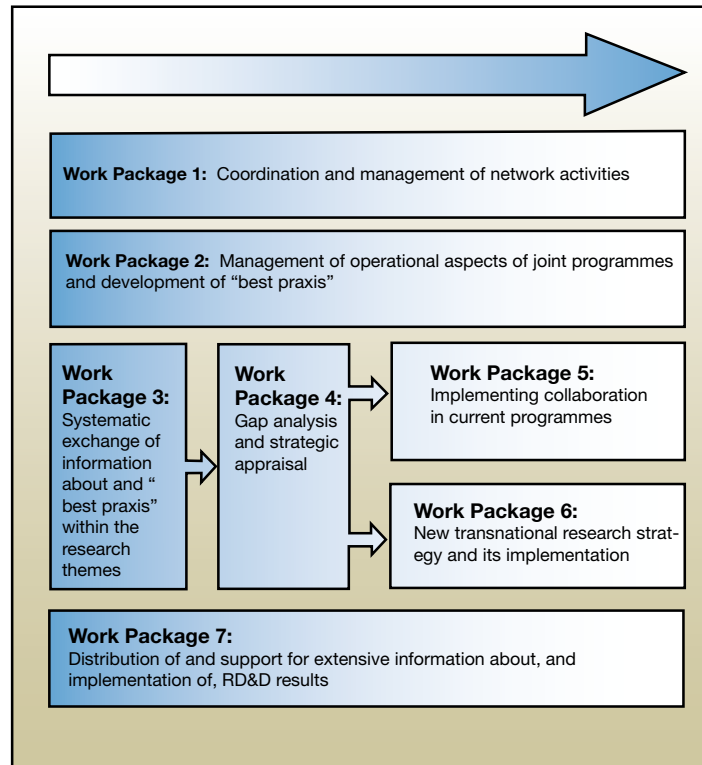 Work Package 1: Coordination and management of network activities
Work Package 2: Management of operational aspects of joint programmes
and development of “best praxis”
Work
Package 3:
Systematic
exchange of
information
about and “
best praxis”
within the
research
themes
Work
Package 4:
Gap analysis
and strategic
appraisal
Work Package 5:
Implementing collaboration
in current programmes
Work Package 6:
New transnational research strat-
egy and its implementation
Work Package 7:
Distribution of and support for extensive information about, and
implementation of, RD&D results